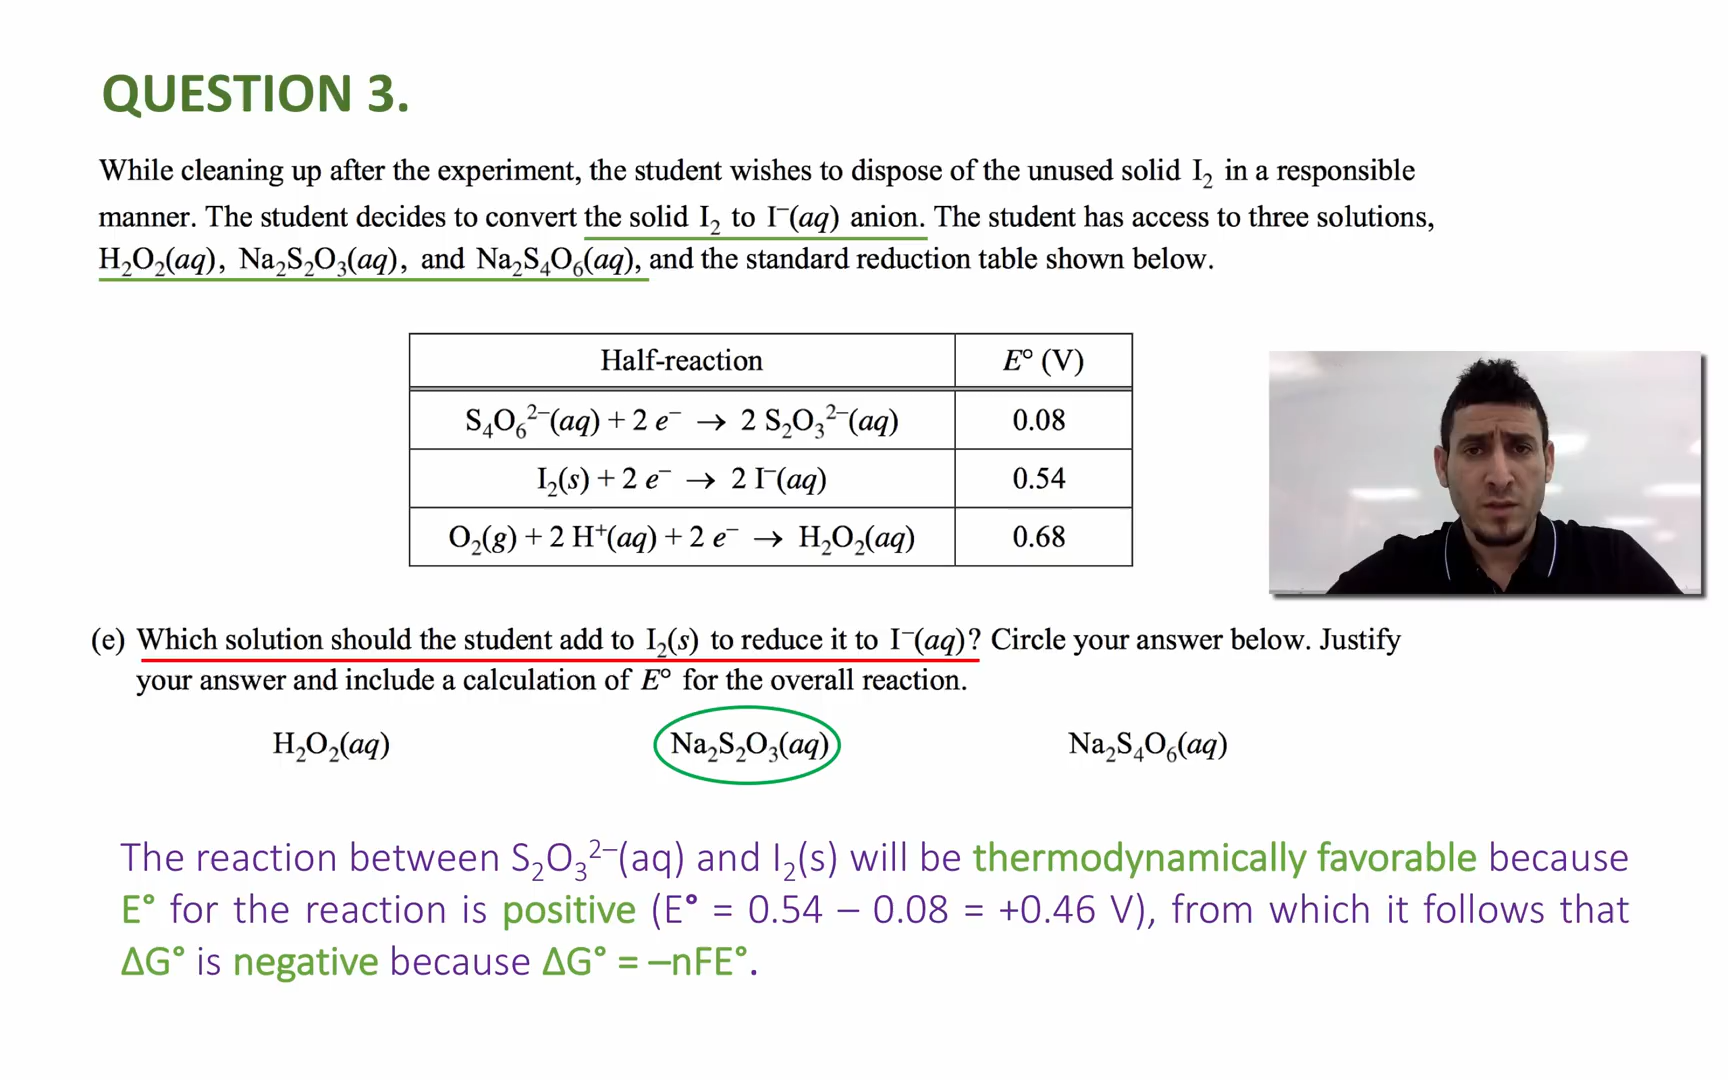 QUESTION 3.
While cleaning up after the experiment, the student wishes to dispose of the unused solid I₂ in a responsible
manner. The student decides to convert the solid I₂ to I⁻(aq) anion. The student has access to three solutions,
H₂O₂(aq), Na₂S₂O₃(aq), and Na₂S₄O₆(aq), and the standard reduction table shown below.
Half-reaction E° (V)
S₄O₆²⁻(aq) + 2 e⁻ → 2 S₂O₃²⁻(aq) 0.08
I₂(s) + 2 e⁻ → 2 I⁻(aq) 0.54
O₂(g) + 2 H⁺(aq) + 2 e⁻ → H₂O₂(aq) 0.68
(e) Which solution should the student add to I₂(s) to reduce it to I⁻(aq)? Circle your answer below. Justify
your answer and include a calculation of E° for the overall reaction.
H₂O₂(aq) Na₂S₂O₃(aq) Na₂S₄O₆(aq)
The reaction between S₂O₃²⁻(aq) and I₂(s) will be thermodynamically favorable because
E° for the reaction is positive (E° = 0.54 – 0.08 = +0.46 V), from which it follows that
ΔG° is negative because ΔG° = –nFE°.